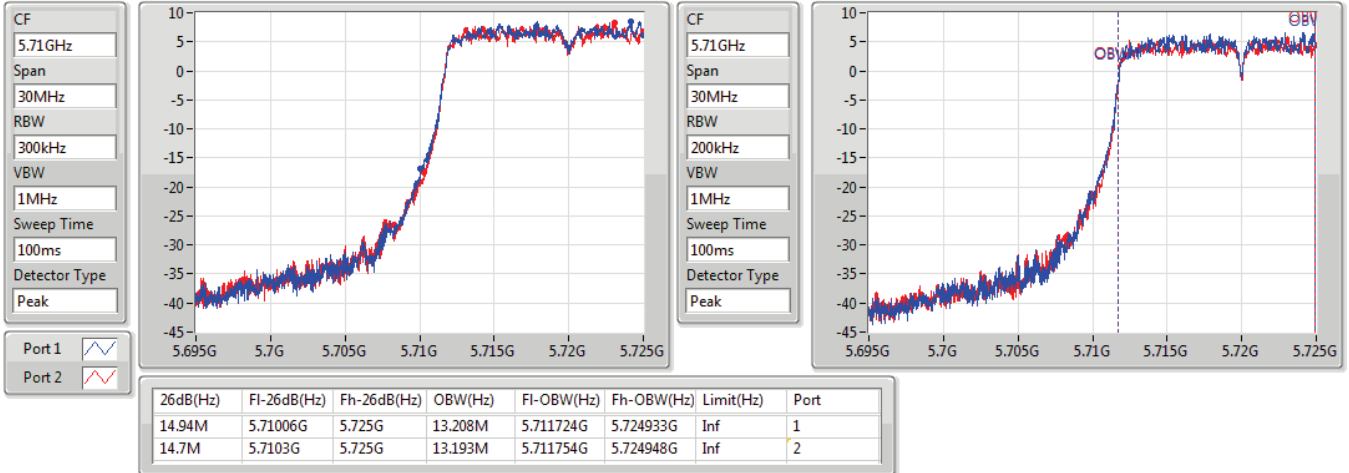 CF
5.71GHz
Span
30MHz
RBW
300kHz
VBW
1MHz
Sweep Time
100ms
Detector Type
Peak
Port 1
Port 2
10
5
0
-5
-10
-15
-20
-25
-30
-35
-40
-45
5.695G 5.7G 5.705G 5.71G 5.715G 5.72G 5.725G
CF
5.71GHz
Span
30MHz
RBW
200kHz
VBW
1MHz
Sweep Time
100ms
Detector Type
Peak
10
5
0
-5
-10
-15
-20
-25
-30
-35
-40
-45
OBW
OBW
5.695G 5.7G 5.705G 5.71G 5.715G 5.72G 5.725G
26dB(Hz) Fl-26dB(Hz) Fh-26dB(Hz) OBW(Hz) Fl-OBW(Hz) Fh-OBW(Hz) Limit(Hz) Port
14.94M 5.71006G 5.725G 13.208M 5.711724G 5.724933G Inf 1
14.7M 5.7103G 5.725G 13.193M 5.711754G 5.724948G Inf 2